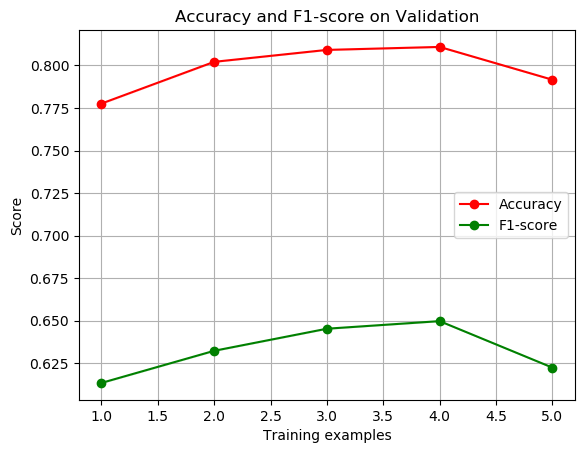 Accuracy and F1-score on Validation
0.800
0.775
0.750
0.725
0.700
0.675
0.650
0.625
Score
Accuracy
F1-score
1.0 1.5 2.0 2.5 3.0 3.5 4.0 4.5 5.0
Training examples